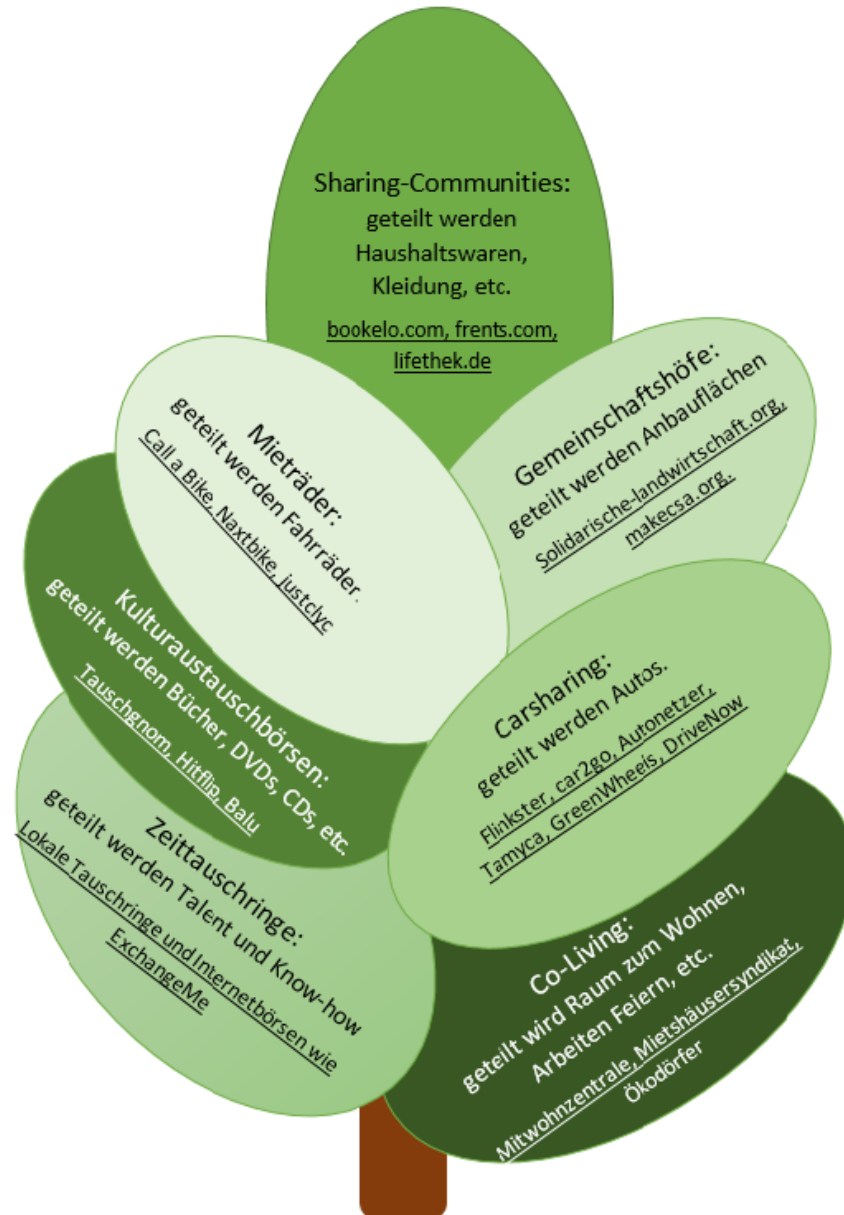 Sharing-Communities:
geteilt werden
Haushaltswaren,
Kleidung, etc.
bookelo.com, frents.com,
lifethek.de
Mieträder:
geteilt werden Fahrräder.
Call a Bike, Naxtbike, justclyc
Gemeinschaftshöfe:
geteilt werden Anbauflächen
Solidarische-landwirtschaft.org,
makecsa.org.
Kulturaustauschbörsen:
geteilt werden Bücher, DVDs, CDs, etc.
Tauschgnom, Hitflip, Balu
Carsharing:
geteilt werden Autos.
Flinkster, car2go, Autonetzer,
Tamyca, GreenWheels, DriveNow
Zeittauschringe:
geteilt werden Talent und Know-how
Lokale Tauschringe und Internetbörsen wie
ExchangeMe
Co-Living:
geteilt wird Raum zum Wohnen,
Arbeiten Feiern, etc.
Mitwohnzentrale, Mietshäusersyndikat,
Ökodörfer